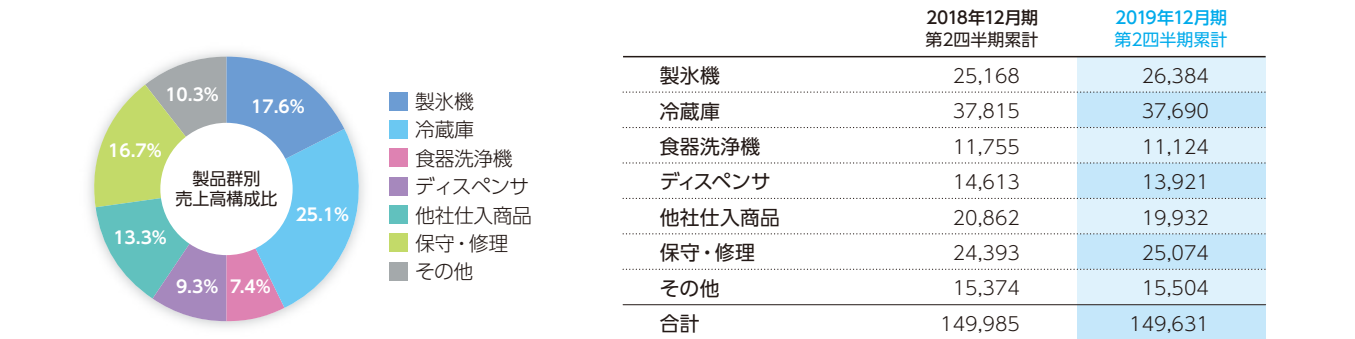 10.3%
17.6%
16.7%
25.1%
13.3%
9.3%
7.4%
製品群別
売上高構成比
製氷機
冷蔵庫
食器洗浄機
ディスペンサ
他社仕入商品
保守・修理
その他
2018年12月期 2019年12月期
第2四半期累計 第2四半期累計
製氷機 25,168 26,384
冷蔵庫 37,815 37,690
食器洗浄機 11,755 11,124
ディスペンサ 14,613 13,921
他社仕入商品 20,862 19,932
保守・修理 24,393 25,074
その他 15,374 15,504
合計 149,985 149,631